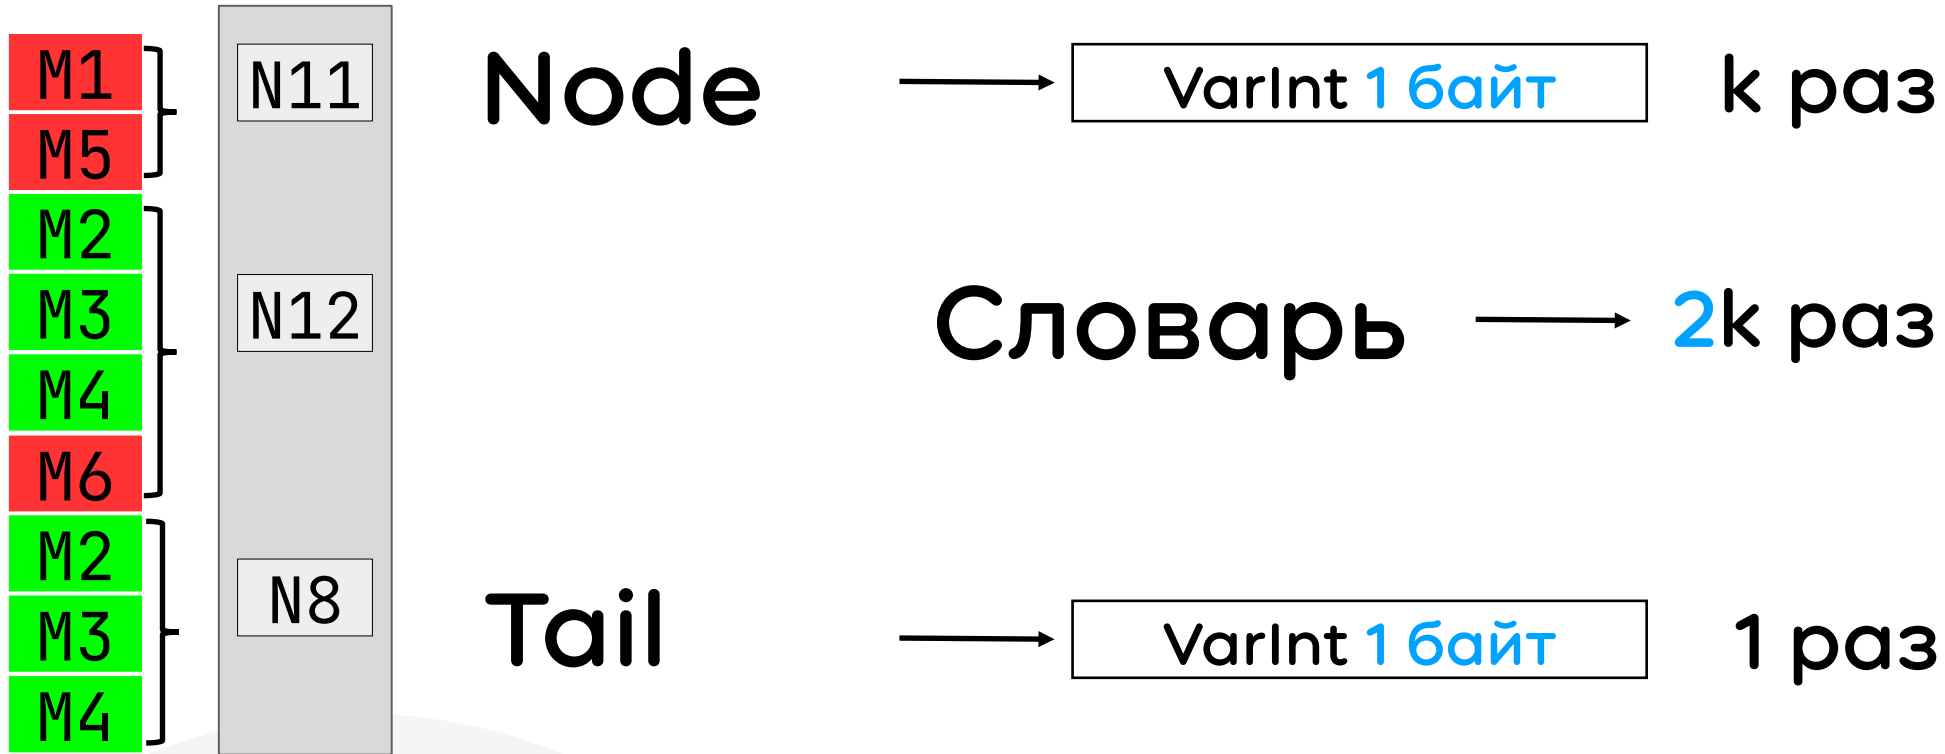 M1
M5
M2
M3
M4
M6
M2
M3
M4
N11
N12
N8
Node
VarInt 1 байт
k раз
Словарь
2k раз
Tail
VarInt 1 байт
1 раз